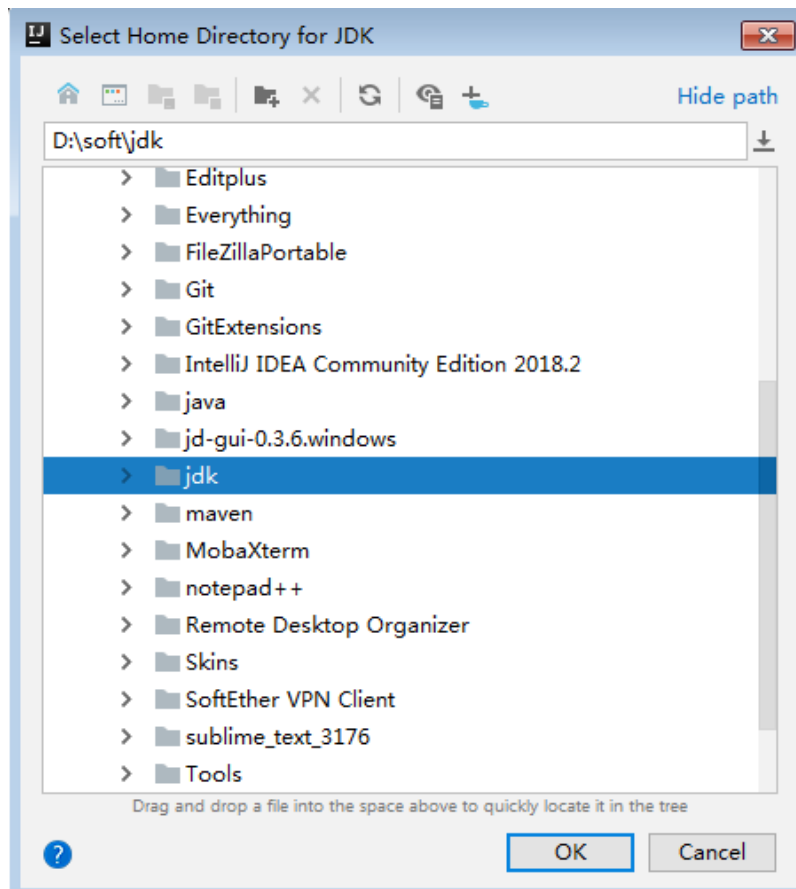 Select Home Directory for JDK
Hide path
D:\soft\jdk
Editplus
Everything
FileZillaPortable
Git
GitExtensions
IntelliJ IDEA Community Edition 2018.2
java
jd-gui-0.3.6.windows
jdk
maven
MobaXterm
notepad++
Remote Desktop Organizer
Skins
SoftEther VPN Client
sublime_text_3176
Tools
Drag and drop a file into the space above to quickly locate it in the tree
? OK Cancel